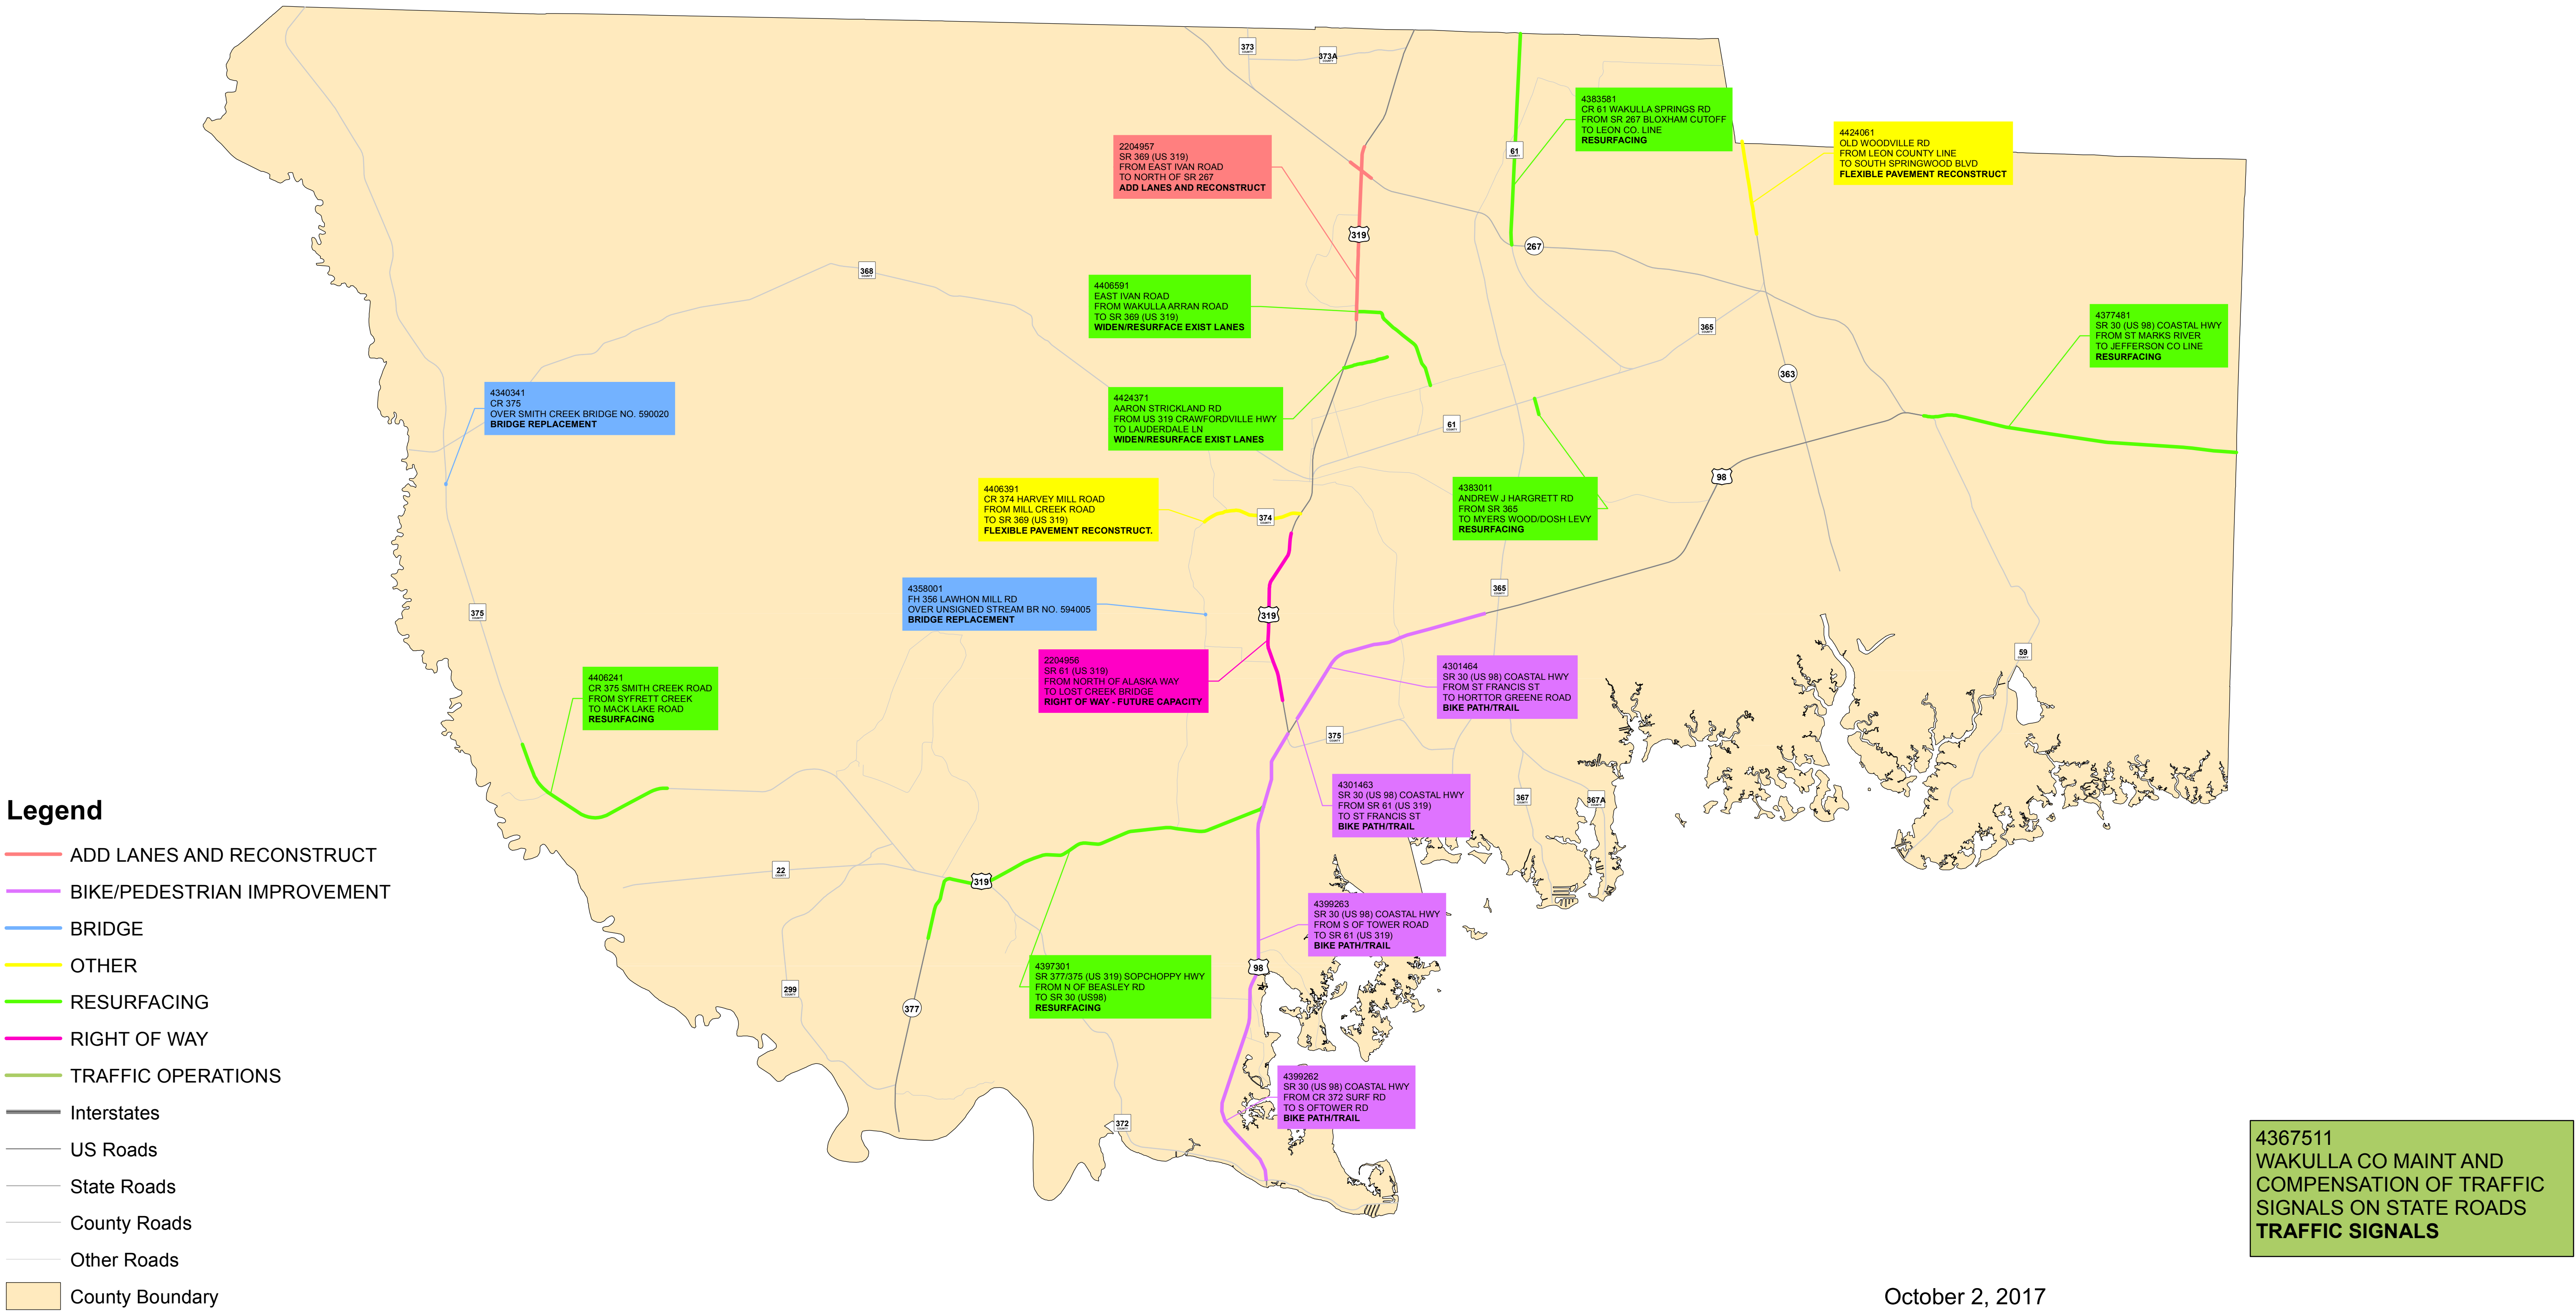 373
COUNTY
373A
COUNTY
2204957
SR 369 (US 319)
FROM EAST IVAN ROAD
TO NORTH OF SR 267
ADD LANES AND RECONSTRUCT
4383581
CR 61 WAKULLA SPRINGS RD
FROM SR 267 BLOXHAM CUTOFF
TO LEON CO. LINE
RESURFACING
4424061
OLD WOODVILLE RD
FROM LEON COUNTY LINE
TO SOUTH SPRINGWOOD BLVD
FLEXIBLE PAVEMENT RECONSTRUCT
61
COUNTY
319
267
368
COUNTY
4406591
EAST IVAN ROAD
FROM WAKULLA ARRAN ROAD
TO SR 369 (US 319)
WIDEN/RESURFACE EXIST LANES
365
COUNTY
4377481
SR 30 (US 98) COASTAL HWY
FROM ST MARKS RIVER
TO JEFFERSON CO LINE
RESURFACING
363
4340341
CR 375
OVER SMITH CREEK BRIDGE NO. 590020
BRIDGE REPLACEMENT
4424371
AARON STRICKLAND RD
FROM US 319 CRAWFORDVILLE HWY
TO LAUDERDALE LN
WIDEN/RESURFACE EXIST LANES
61
COUNTY
98
4406391
CR 374 HARVEY MILL ROAD
FROM MILL CREEK ROAD
TO SR 369 (US 319)
FLEXIBLE PAVEMENT RECONSTRUCT.
374
COUNTY
4383011
ANDREW J HARGRETT RD
FROM SR 365
TO MYERS WOOD/DOSH LEVY
RESURFACING
4358001
FH 356 LAWHON MILL RD
OVER UNSIGNED STREAM BR NO. 594005
BRIDGE REPLACEMENT
365
COUNTY
375
COUNTY
319
2204956
SR 61 (US 319)
FROM NORTH OF ALASKA WAY
TO LOST CREEK BRIDGE
RIGHT OF WAY - FUTURE CAPACITY
59
COUNTY
4301464
SR 30 (US 98) COASTAL HWY
FROM ST FRANCIS ST
TO HORTTOR GREENE ROAD
BIKE PATH/TRAIL
4406241
CR 375 SMITH CREEK ROAD
FROM SYFRETT CREEK
TO MACK LAKE ROAD
RESURFACING
375
COUNTY
4301463
SR 30 (US 98) COASTAL HWY
FROM SR 61 (US 319)
TO ST FRANCIS ST
BIKE PATH/TRAIL
367
COUNTY
367A
COUNTY
22
COUNTY
319
4399263
SR 30 (US 98) COASTAL HWY
FROM S OF TOWER ROAD
TO SR 61 (US 319)
BIKE PATH/TRAIL
98
4397301
SR 377/375 (US 319) SOPCHOPPY HWY
FROM N OF BEASLEY RD
TO SR 30 (US98)
RESURFACING
299
COUNTY
377
4399262
SR 30 (US 98) COASTAL HWY
FROM CR 372 SURF RD
TO S OFTOWER RD
BIKE PATH/TRAIL
372
COUNTY
Legend
ADD LANES AND RECONSTRUCT
BIKE/PEDESTRIAN IMPROVEMENT
BRIDGE
OTHER
RESURFACING
RIGHT OF WAY
TRAFFIC OPERATIONS
Interstates
US Roads
State Roads
County Roads
Other Roads
County Boundary
4367511
WAKULLA CO MAINT AND
COMPENSATION OF TRAFFIC
SIGNALS ON STATE ROADS
TRAFFIC SIGNALS
October 2, 2017